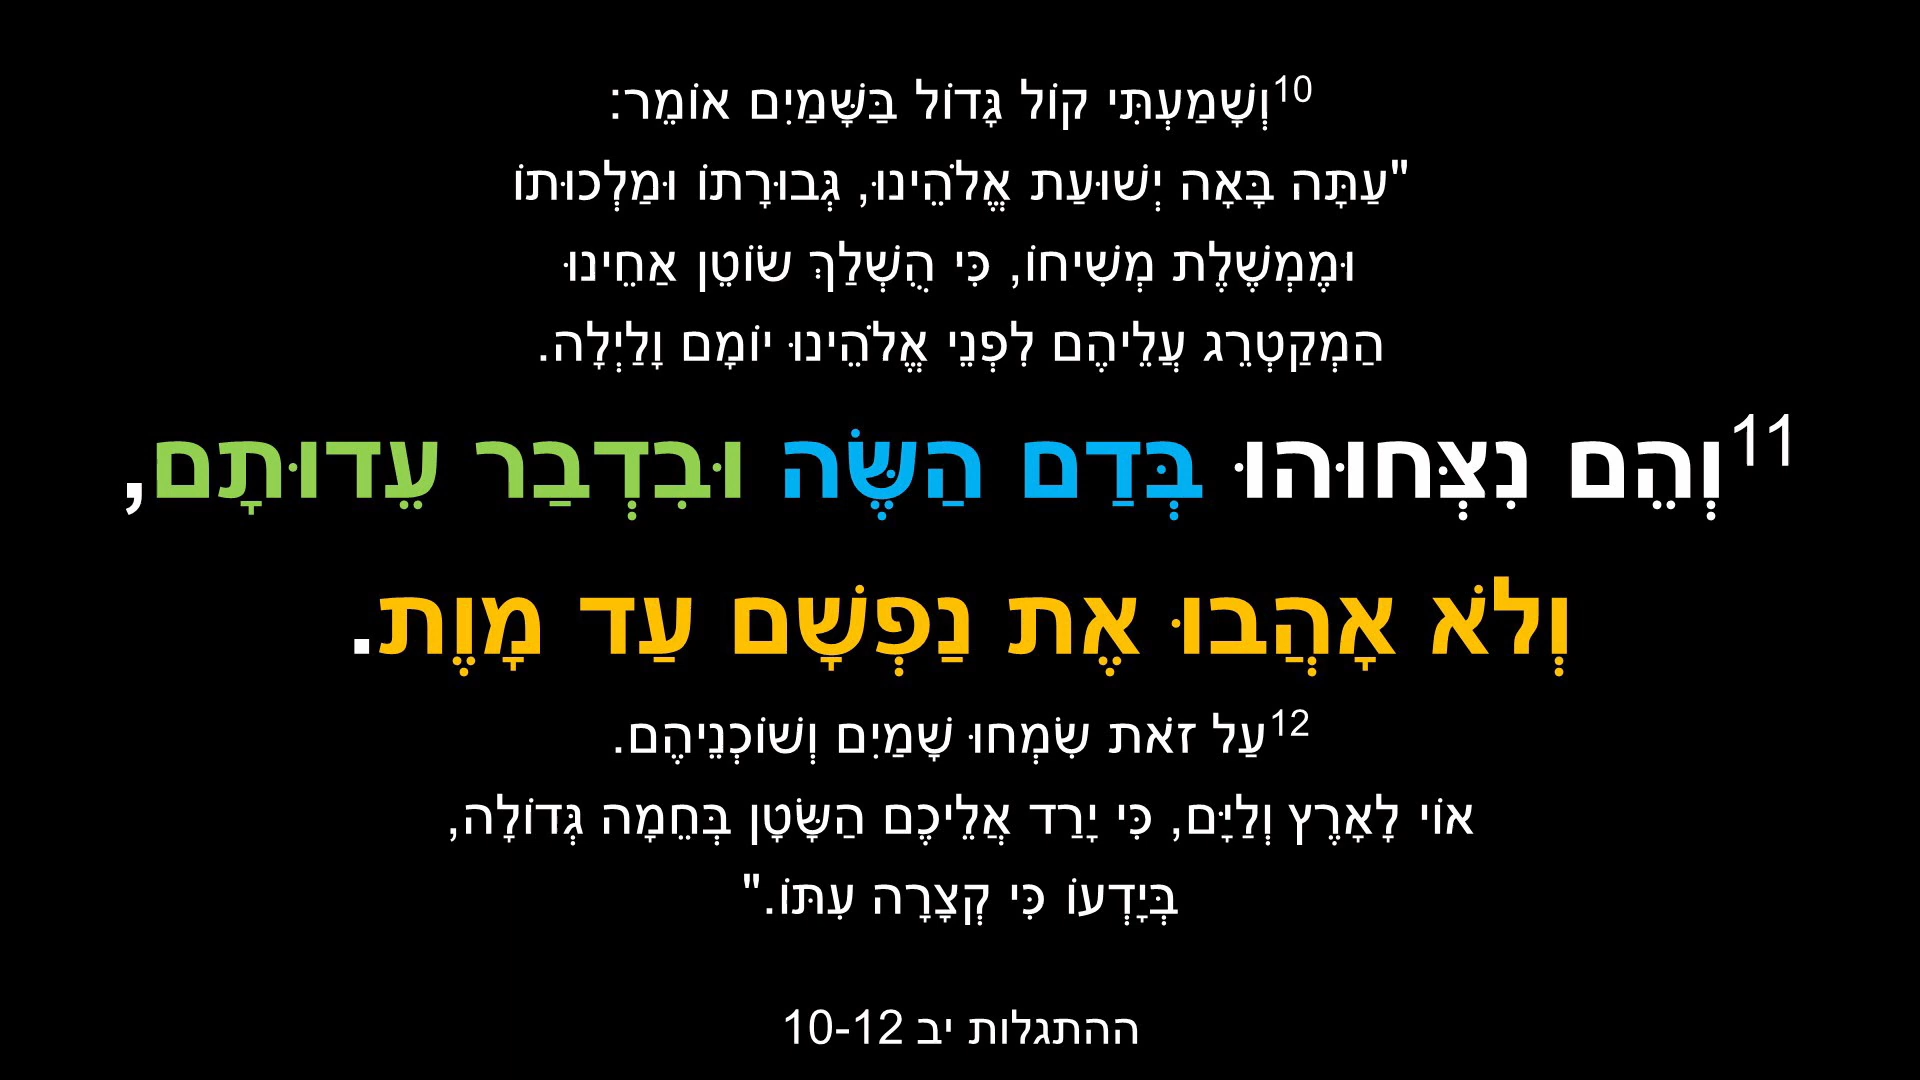 10וְשָׁמַעְתִּי קוֹל גָּדוֹל בַּשָּׁמַיִם אוֹמֵר:
"עַתָּה בָּאָה יְשׁוּעַת אֱלֹהֵינוּ, גְּבוּרָתוֹ וּמַלְכוּתוֹ
וּמֶמְשֶׁלֶת מְשִׁיחוֹ, כִּי הֻשְׁלַךְ שׂוֹטֵן אַחֵינוּ
הַמְקַטְרֵג עֲלֵיהֶם לִפְנֵי אֱלֹהֵינוּ יוֹמָם וָלַיְלָה.
11וְהֵם נִצְּחוּהוּ בְּדַם הַשֶּׂה וּבִדְבַר עֵדוּתָם,
וְלֹא אָהֲבוּ אֶת נַפְשָׁם עַד מָוֶת.
12עַל זֹאת שִׂמְחוּ שָׁמַיִם וְשׁוֹכְנֵיהֶם.
אוֹי לָאָרֶץ וְלַיָּם, כִּי יָרַד אֲלֵיכֶם הַשָּׂטָן בְּחֵמָה גְּדוֹלָה,
בְּיָדְעוֹ כִּי קְצָרָה עִתּוֹ."
ההתגלות יב 10-12